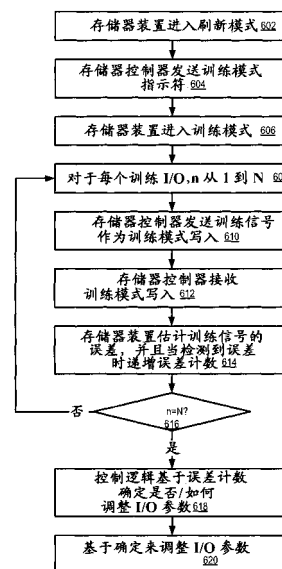 存储器装置进入刷新模式 602
存储器控制器发送训练模式
指示符 604
存储器装置进入训练模式 606
对于每个训练 I/O,n 从 1 到 N 60
存储器控制器发送训练信号
作为训练模式写入 610
存储器控制器接收
训练模式写入 612
存储器装置估计训练信号的
误差，并且当检测到误差
时递增误差计数 614
否
n=N?
616
是
控制逻辑基于误差计数
确定是否/如何
调整 I/O 参数 618
基于确定来调整 I/O 参数
620